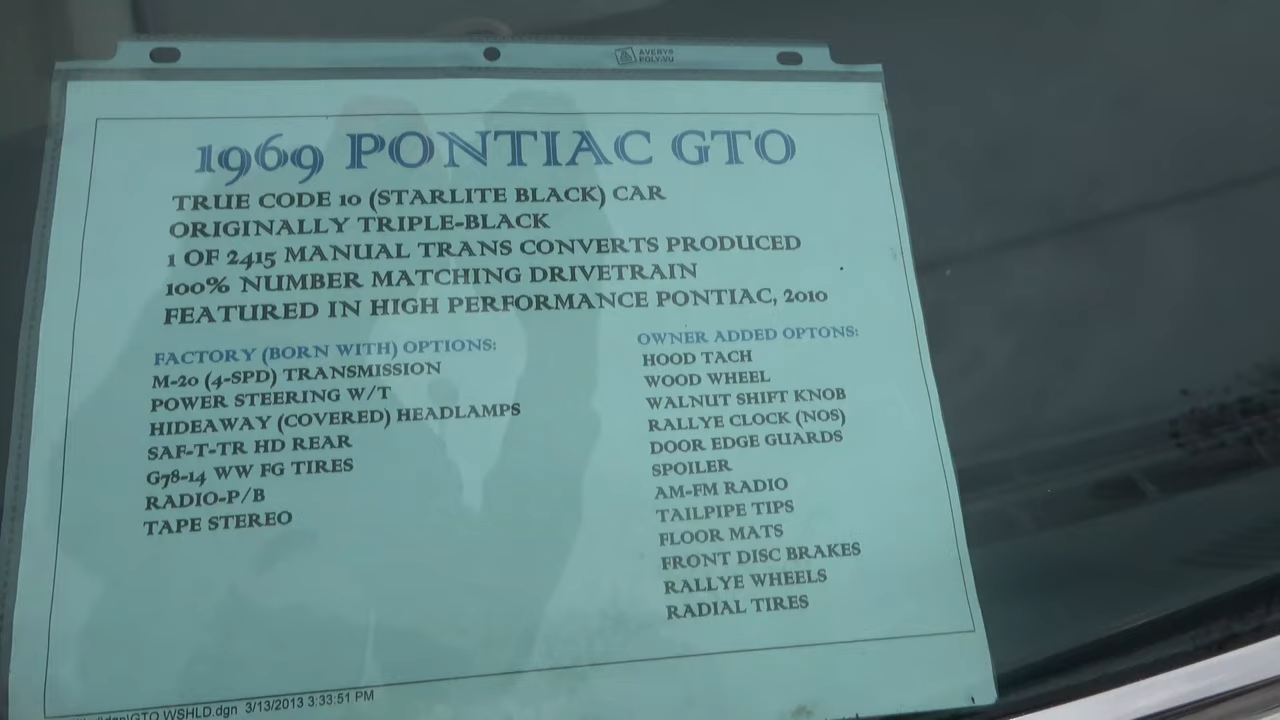 AVERY®
POLY-VU
1969 PONTIAC GTO
TRUE CODE 10 (STARLITE BLACK) CAR
ORIGINALLY TRIPLE-BLACK
1 OF 2415 MANUAL TRANS CONVERTS PRODUCED
100% NUMBER MATCHING DRIVETRAIN
FEATURED IN HIGH PERFORMANCE PONTIAC, 2010
FACTORY (BORN WITH) OPTIONS:
M-20 (4-SPD) TRANSMISSION
POWER STEERING W/T
HIDEAWAY (COVERED) HEADLAMPS
SAF-T-TR HD REAR
G78-14 WW FG TIRES
RADIO-P/B
TAPE STEREO
OWNER ADDED OPTONS:
HOOD TACH
WOOD WHEEL
WALNUT SHIFT KNOB
RALLYE CLOCK (NOS)
DOOR EDGE GUARDS
SPOILER
AM-FM RADIO
TAILPIPE TIPS
FLOOR MATS
FRONT DISC BRAKES
RALLYE WHEELS
RADIAL TIRES
WSHLD.dgn 3/13/2013 3:33:51 PM